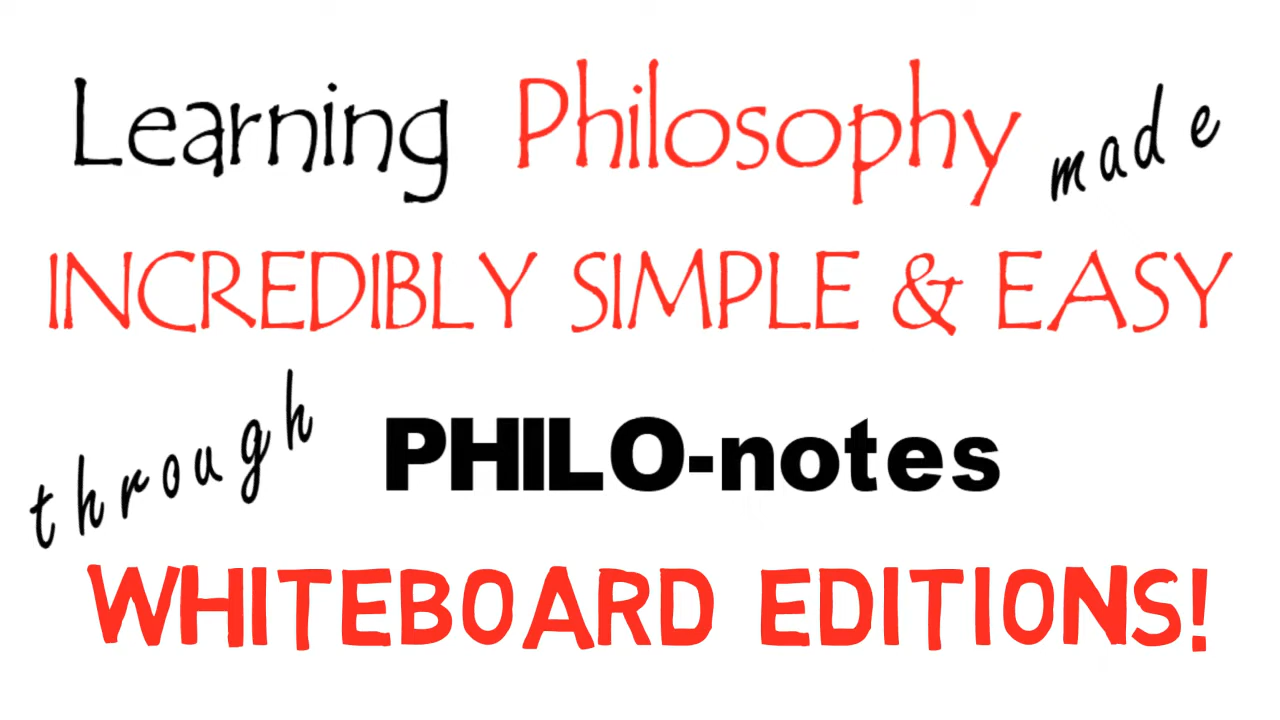 Learning Philosophy made
INCREDIBLY SIMPLE & EASY
through PHILO-notes
WHITEBOARD EDITIONS!